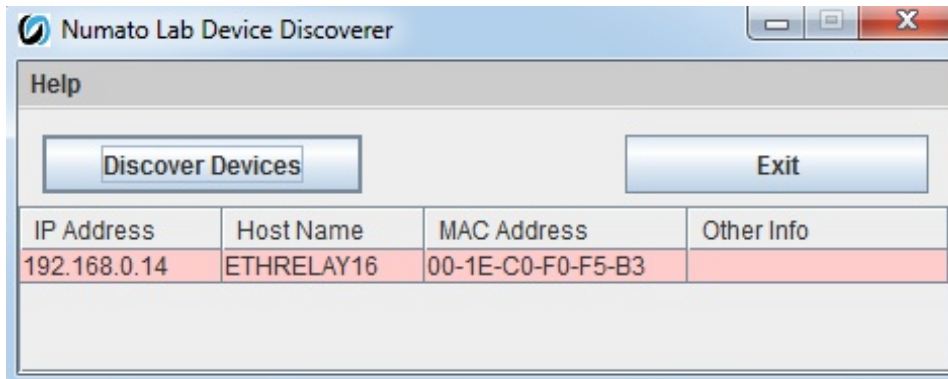 Numato Lab Device Discoverer
Help
Discover Devices Exit
IP Address Host Name MAC Address Other Info
192.168.0.14 ETHRELAY16 00-1E-C0-F0-F5-B3